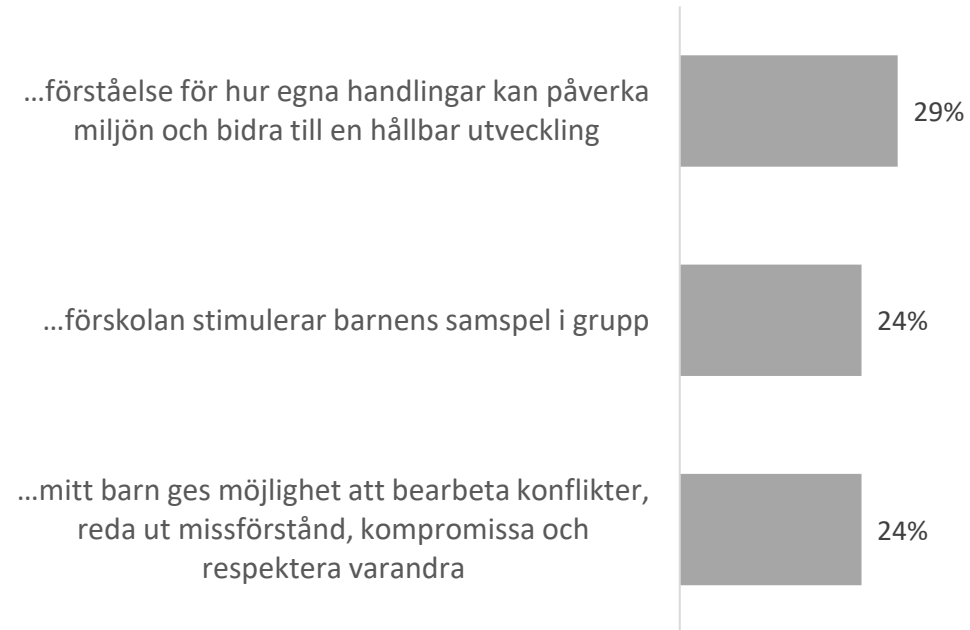 …förståelse för hur egna handlingar kan påverka
miljön och bidra till en hållbar utveckling
29%
…förskolan stimulerar barnens samspel i grupp
24%
…mitt barn ges möjlighet att bearbeta konflikter,
reda ut missförstånd, kompromissa och
respektera varandra
24%